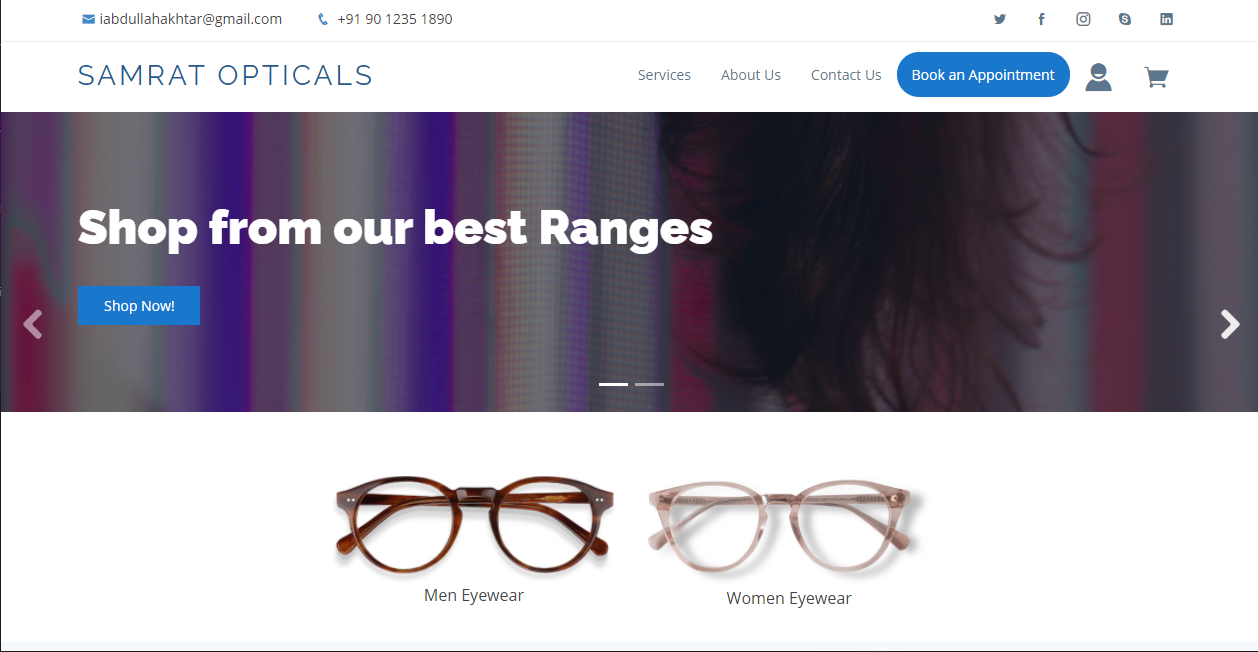 iabdullahakhtar@gmail.com +91 90 1235 1890
SAMRAT OPTICALS Services About Us Contact Us Book an Appointment
Shop from our best Ranges
Shop Now!
Men Eyewear
Women Eyewear